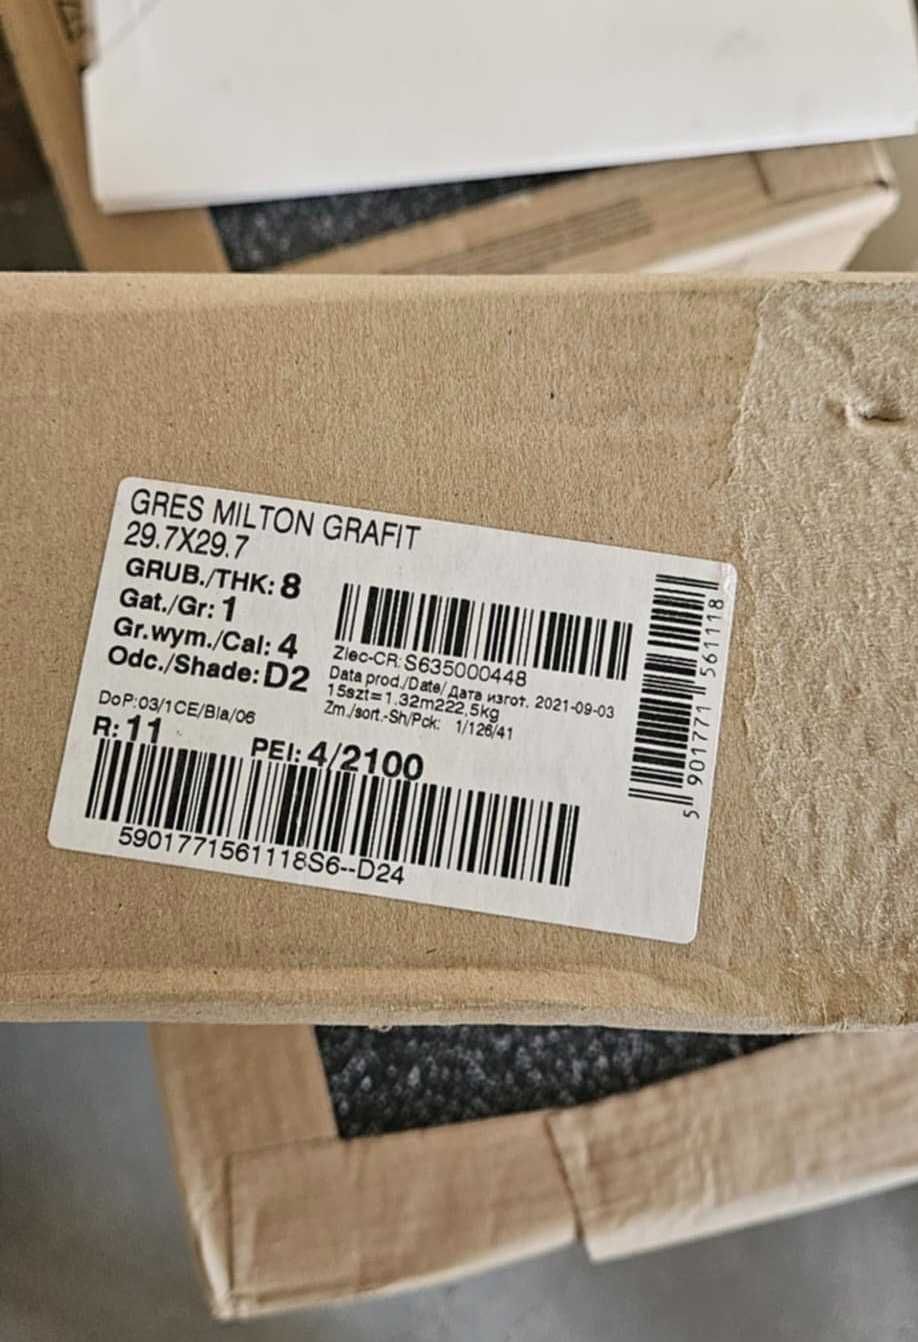 GRES MILTON GRAFIT
29.7X29.7
GRUB./THK: 8
Gat./Gr: 1
Gr.wym./Cal: 4
Odc./Shade: D2
Zlec-CR: S635000448
Data prod./Date/ Дата изгот. 2021-09-03
15szt=1.32m222,5kg
Zm./sort.-Sh/Pck: 1/126/41
DoP:03/1CE/BIa/06
R: 11
PEI: 4/2100
5901771561118S6--D24
5 901771 561118